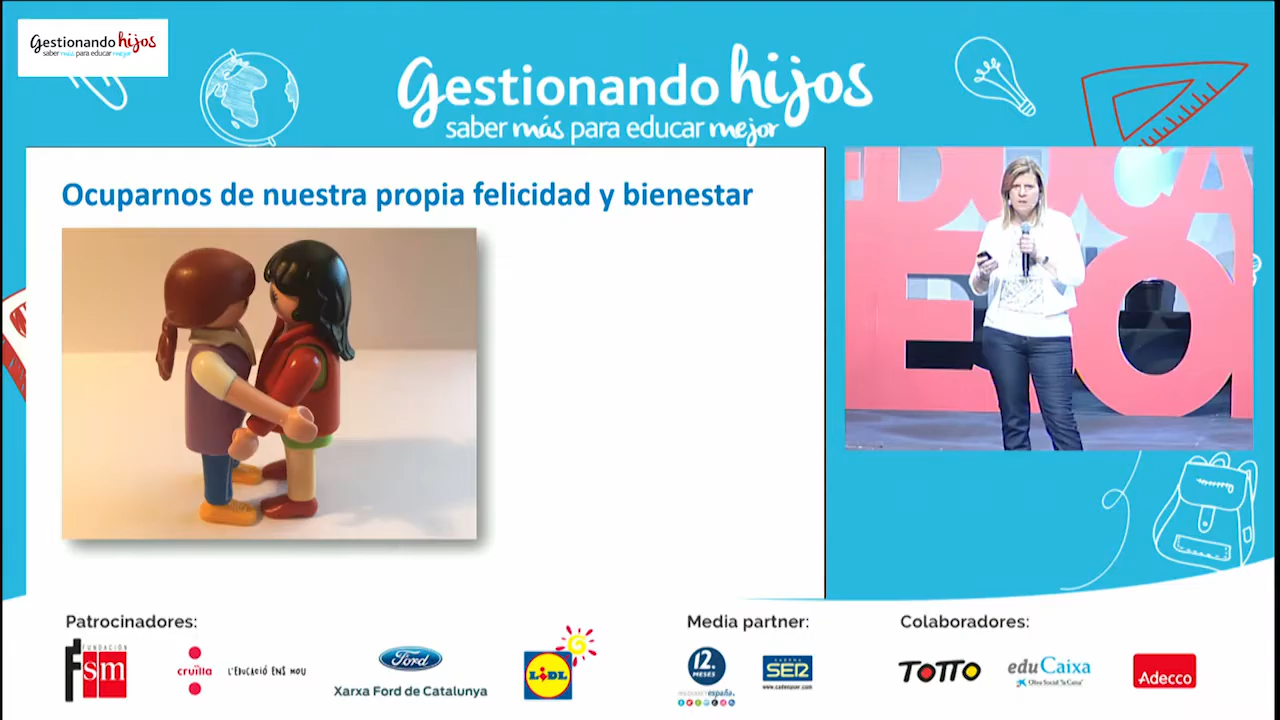 Gestionando hijos
saber más para educar mejor
Gestionando hijos
saber más para educar mejor
Ocuparnos de nuestra propia felicidad y bienestar
Patrocinadores:
Media partner:
Colaboradores:
FUNDACIÓN
sm
cruïlla
L'EDUCACIÓ ENS MOU
Ford
Xarxa Ford de Catalunya
LIDL
12.
MESES
CADENA
SER
www.cadenaser.com
TOTTO
eduCaixa
Obra Social "la Caixa"
Adecco